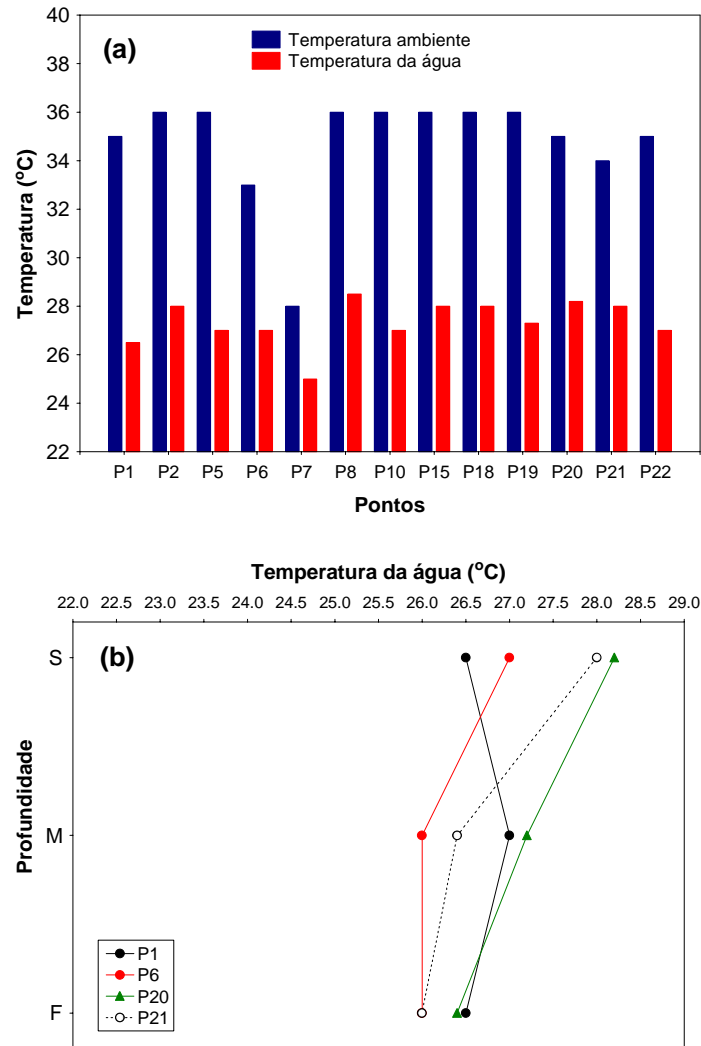 40
38
36
34
32
30
28
26
24
22
Temperatura (°C)
(a)
Temperatura ambiente
Temperatura da água
P1 P2 P5 P6 P7 P8 P10 P15 P18 P19 P20 P21 P22
Pontos
Temperatura da água (°C)
22.0 22.5 23.0 23.5 24.0 24.5 25.0 25.5 26.0 26.5 27.0 27.5 28.0 28.5 29.0
(b)
S
M
F
Profundidade
P1
P6
P20
P21